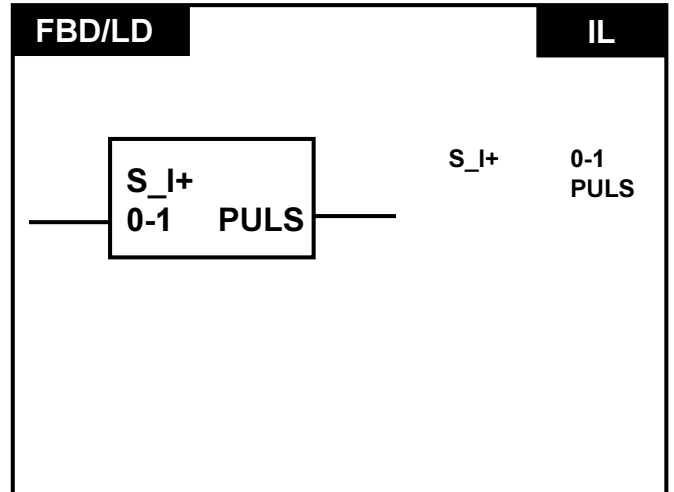 FBD/LD
IL
S_I+
0-1 PULS
S_I+ 0-1
PULS